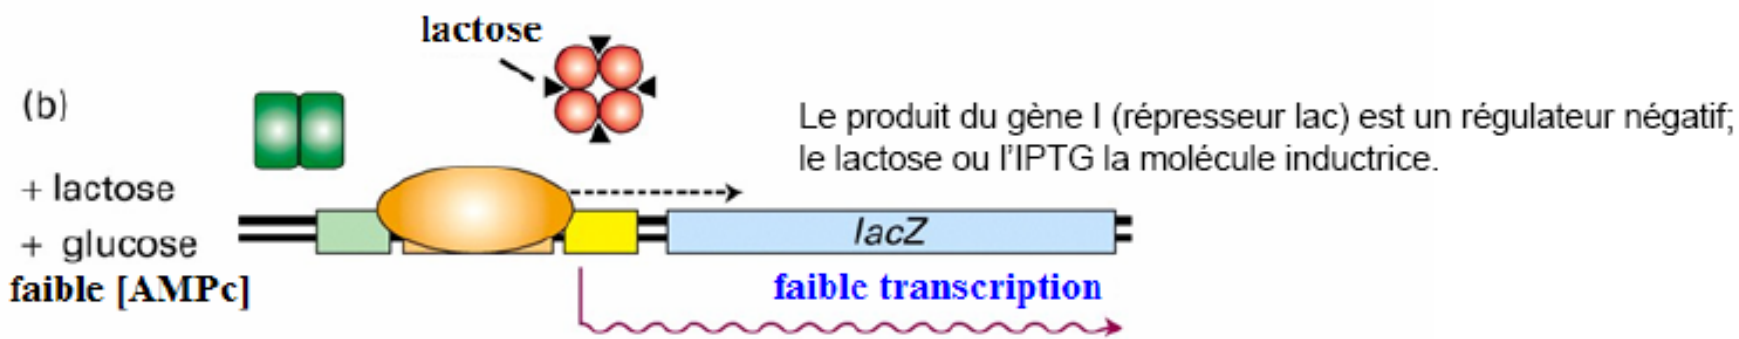 lactose
(b)
Le produit du gène I (répresseur lac) est un régulateur négatif;
le lactose ou l'IPTG la molécule inductrice.
+ lactose
+ glucose
lacZ
faible [AMPc]
faible transcription